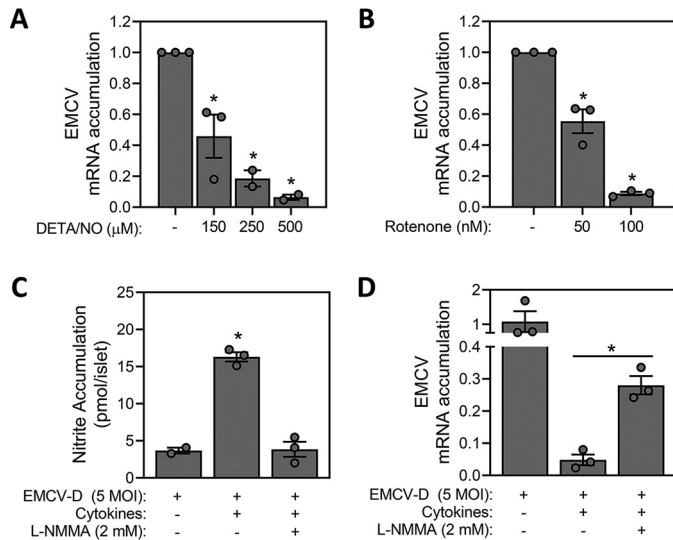 A
EMCV
mRNA accumulation
1.2
1.0
0.8
0.6
0.4
0.2
0.0
*
*
*
DETA/NO (μM): - 150 250 500
B
EMCV
mRNA accumulation
1.2
1.0
0.8
0.6
0.4
0.2
0.0
*
*
Rotenone (nM): - 50 100
C
Nitrite Accumulation
(pmol/islet)
25
20
15
10
5
0
*
EMCV-D (5 MOI): + + +
Cytokines: - + +
L-NMMA (2 mM): - - +
D
EMCV
mRNA accumulation
2
1
0.4
0.3
0.2
0.1
0.0
*
EMCV-D (5 MOI): + + +
Cytokines: - + +
L-NMMA (2 mM): - - +